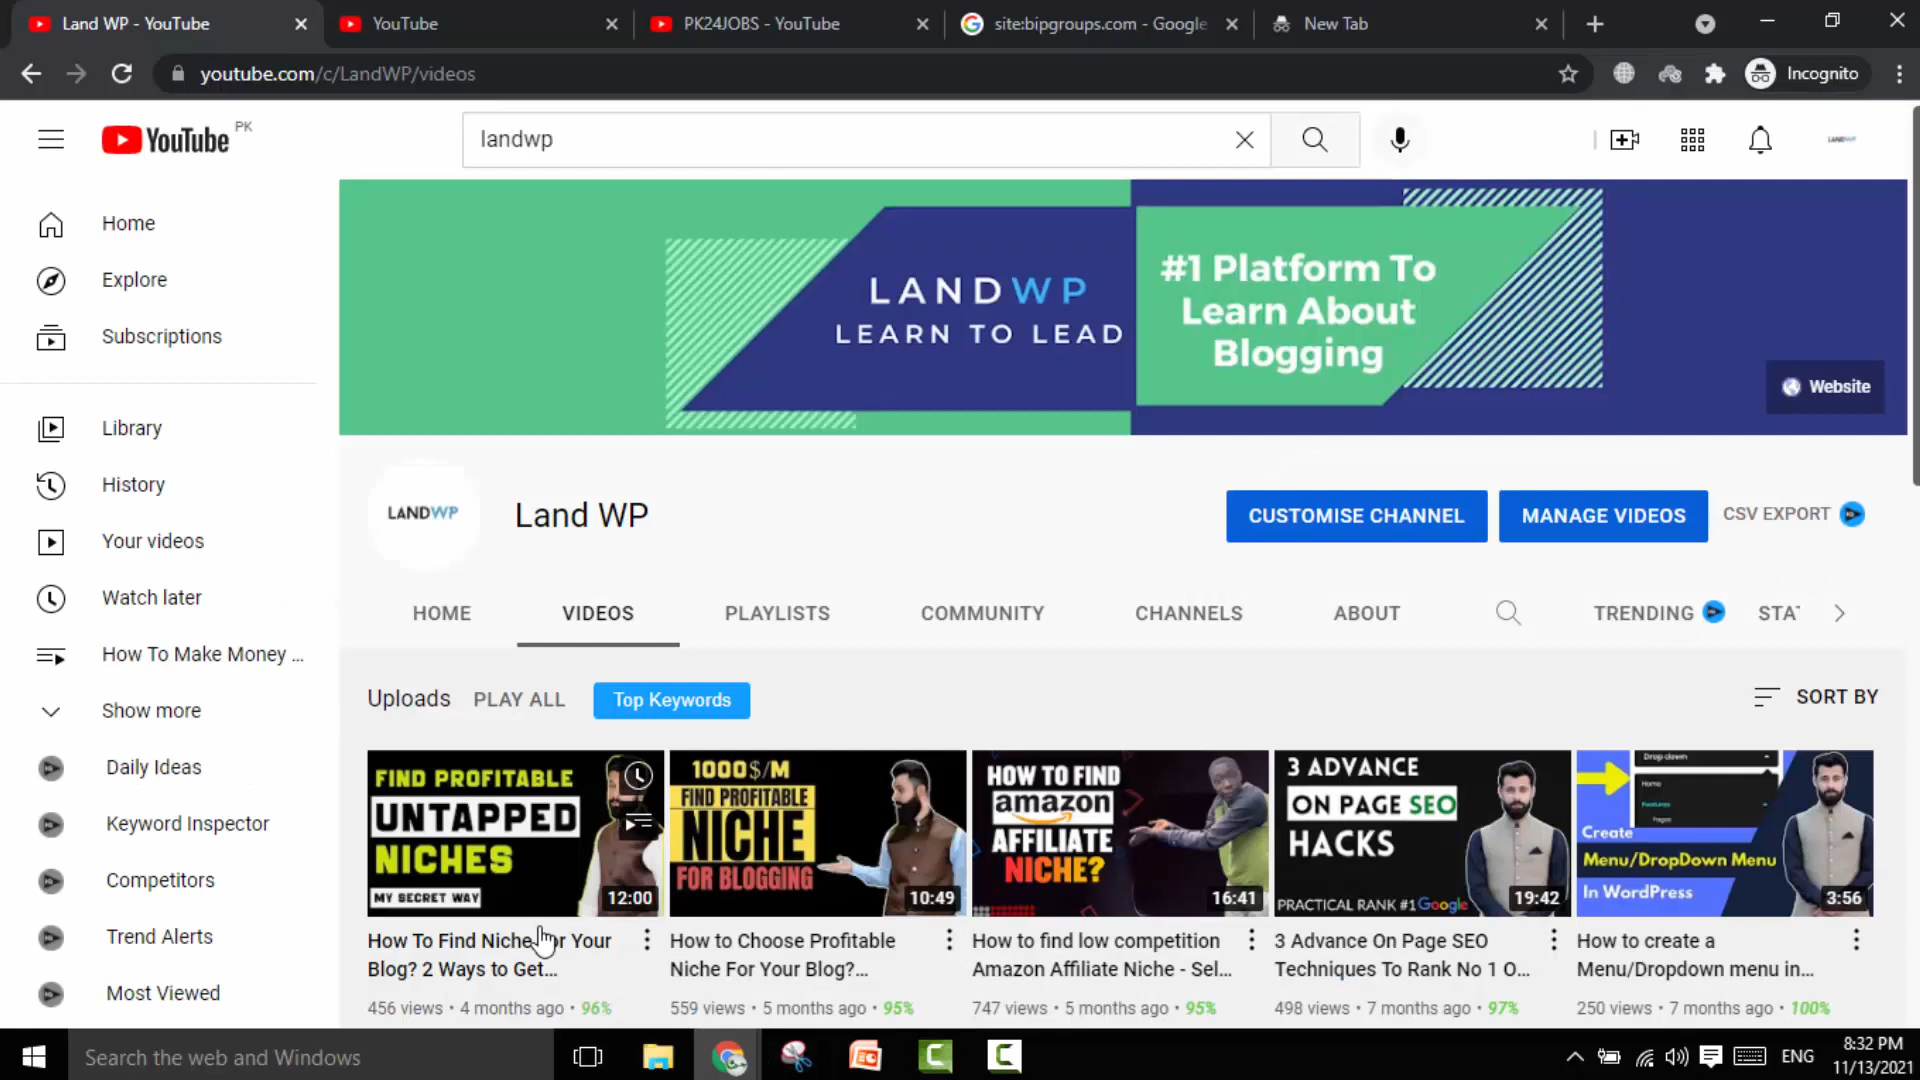 Land WP - YouTube
YouTube
PK24JOBS - YouTube
site:bipgroups.com - Google
New Tab
youtube.com/c/LandWP/videos
Incognito
YouTube PK
landwp
LANDWP
Home
Explore
Subscriptions
Library
History
Your videos
Watch later
How To Make Money ...
Show more
Daily Ideas
Keyword Inspector
Competitors
Trend Alerts
Most Viewed
LANDWP
LEARN TO LEAD
#1 Platform To
Learn About
Blogging
Website
LANDWP
Land WP
CUSTOMISE CHANNEL
MANAGE VIDEOS
CSV EXPORT
HOME
VIDEOS
PLAYLISTS
COMMUNITY
CHANNELS
ABOUT
TRENDING
STAT
Uploads
PLAY ALL
Top Keywords
SORT BY
FIND PROFITABLE
UNTAPPED
NICHES
MY SECRET WAY
12:00
How To Find Niche For Your
Blog? 2 Ways to Get...
456 views • 4 months ago • 96%
1000$/M
FIND PROFITABLE
NICHE
FOR BLOGGING
10:49
How to Choose Profitable
Niche For Your Blog?...
559 views • 5 months ago • 95%
HOW TO FIND
amazon
AFFILIATE
NICHE?
16:41
How to find low competition
Amazon Affiliate Niche - Sel...
747 views • 5 months ago • 95%
3 ADVANCE
ON PAGE SEO
HACKS
PRACTICAL RANK #1 Google
19:42
3 Advance On Page SEO
Techniques To Rank No 1 O...
498 views • 7 months ago • 97%
Drop down
Home
Features
Pages
Create
Menu/DropDown Menu
In WordPress
3:56
How to create a
Menu/Dropdown menu in...
250 views • 7 months ago • 100%
Search the web and Windows
ENG
8:32 PM
11/13/2021